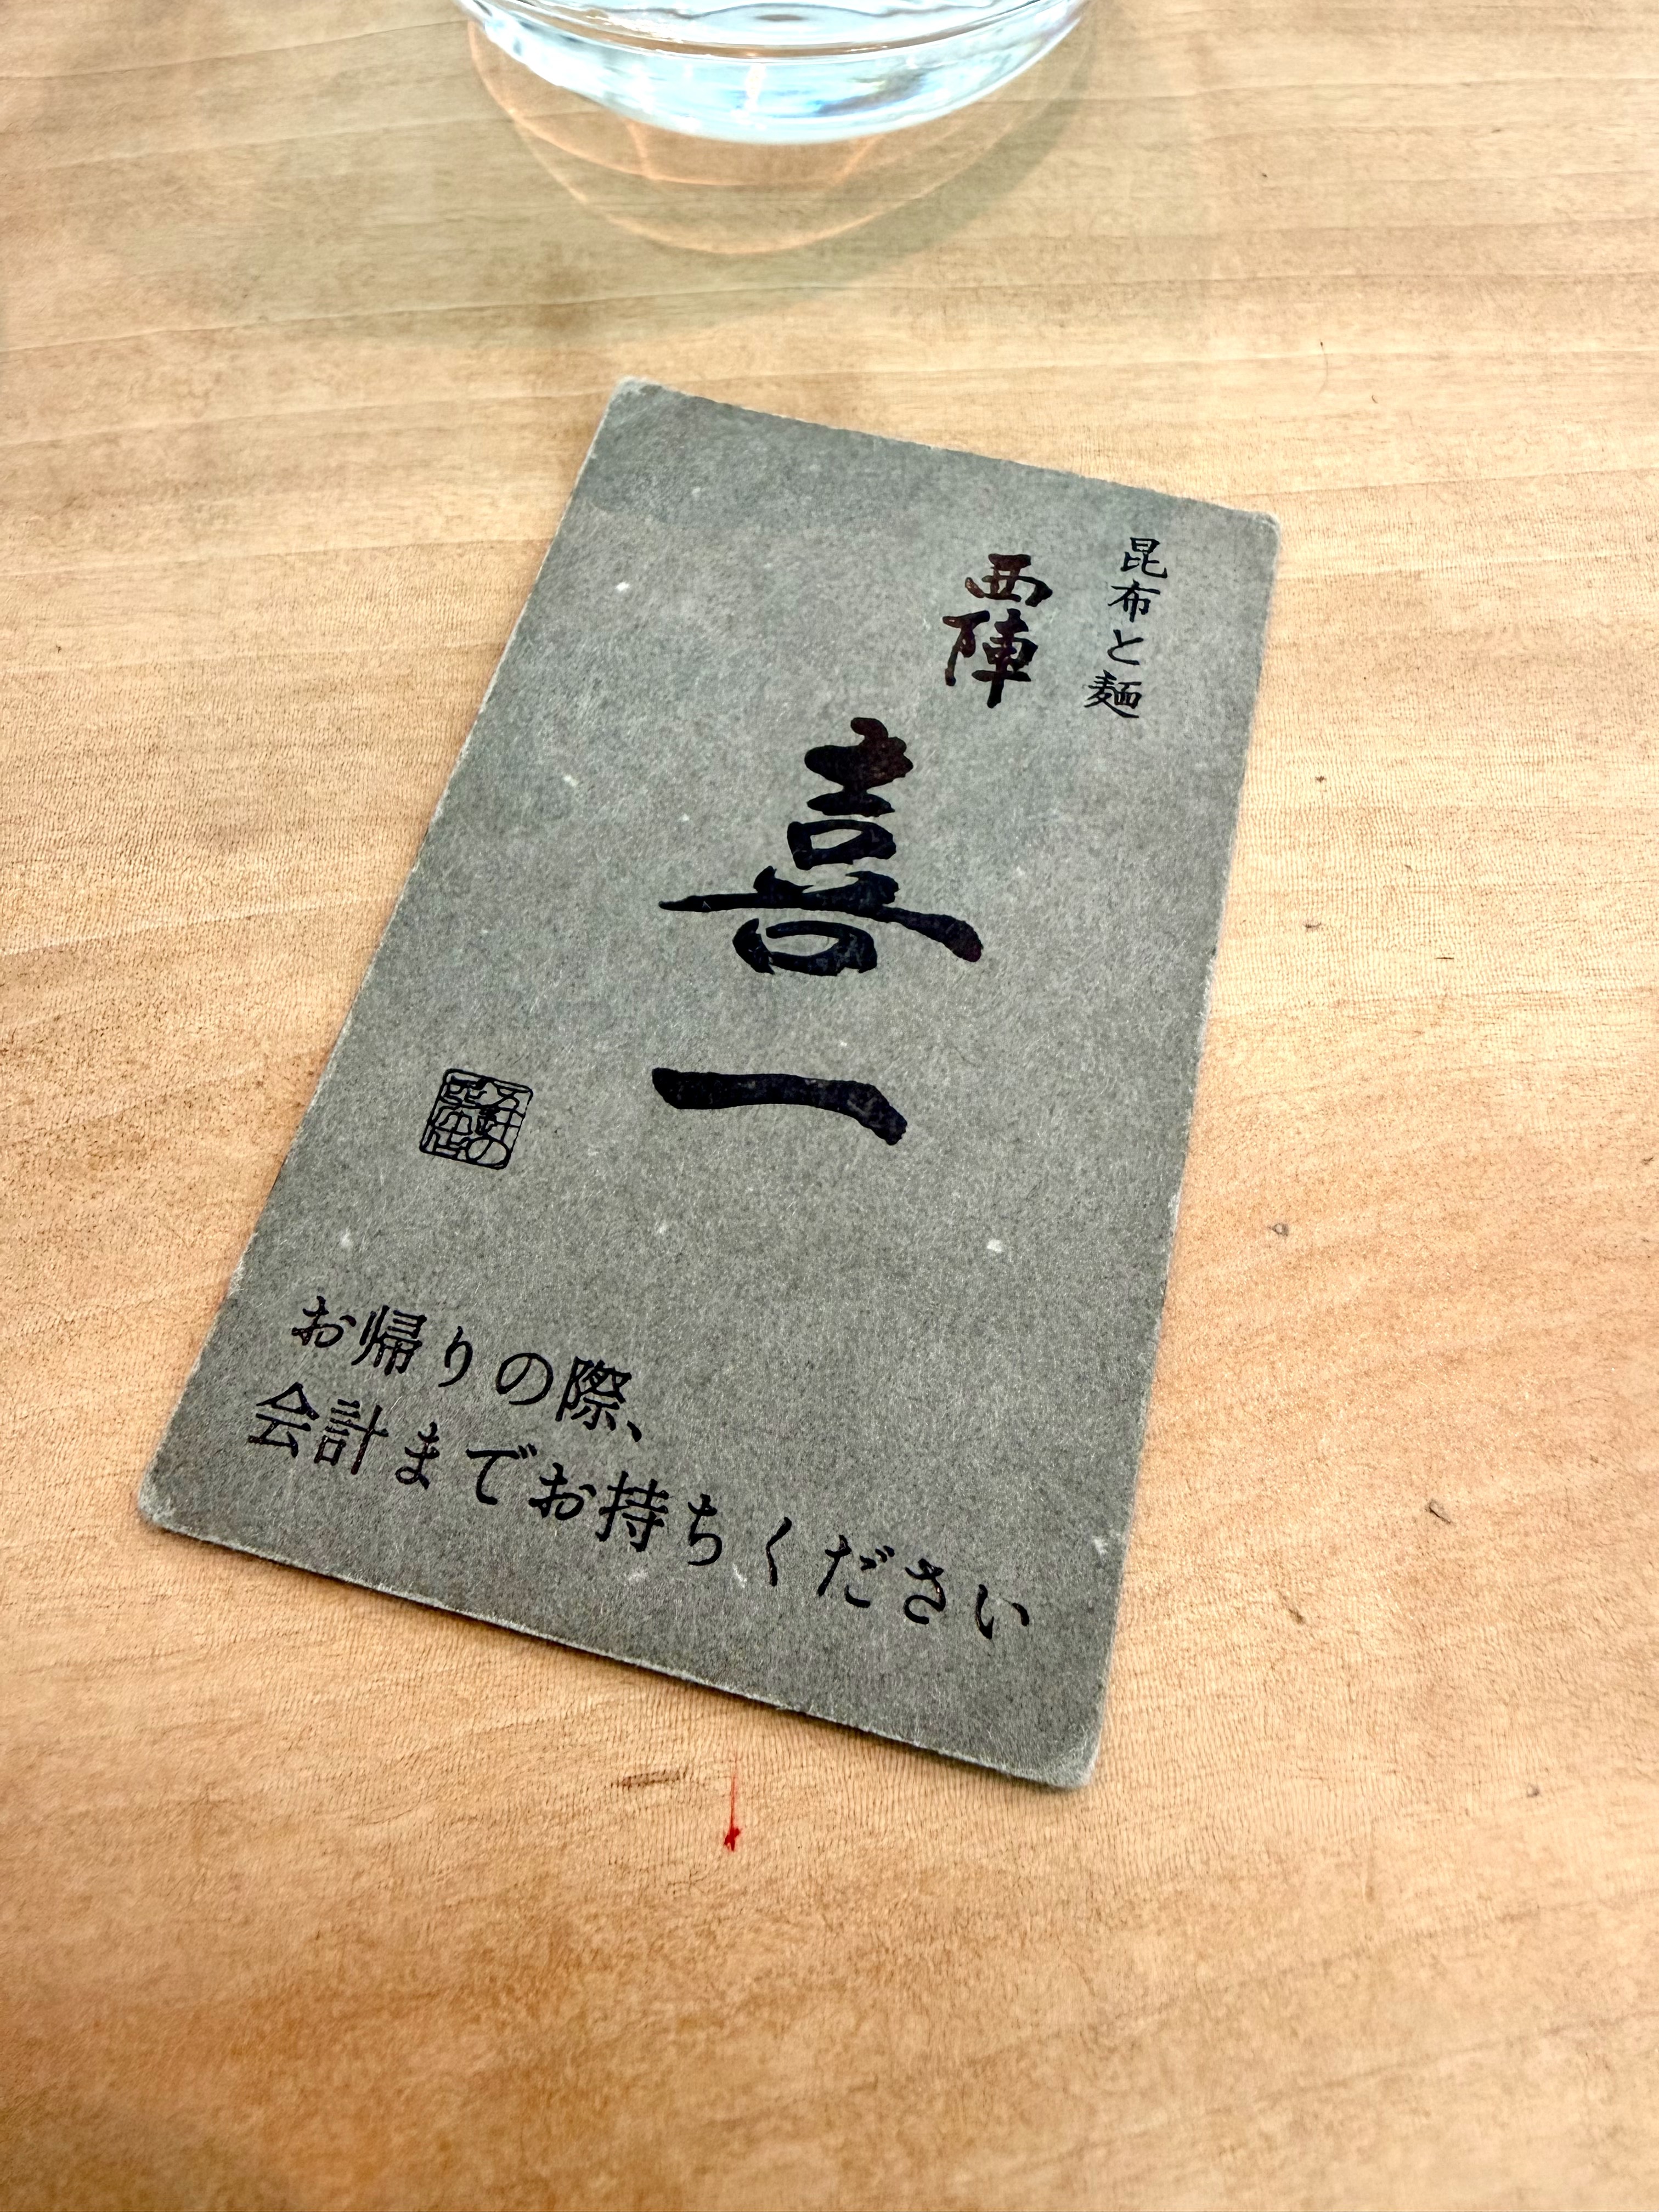 昆布と麺
西陣
喜一
お帰りの際、
会計までお持ちください